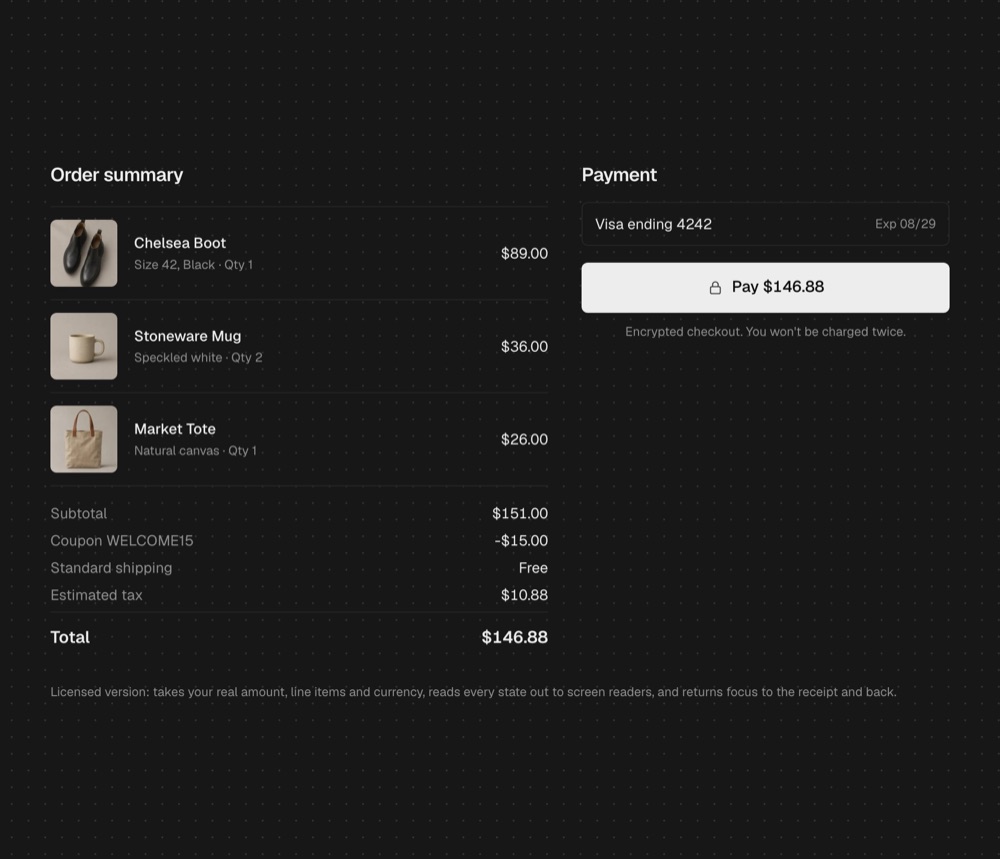 Order summary
Chelsea Boot
Size 42, Black · Qty 1
$89.00
Stoneware Mug
Speckled white · Qty 2
$36.00
Market Tote
Natural canvas · Qty 1
$26.00
Subtotal $151.00
Coupon WELCOME15 -$15.00
Standard shipping Free
Estimated tax $10.88
Total $146.88
Payment
Visa ending 4242 Exp 08/29
Pay $146.88
Encrypted checkout. You won't be charged twice.
Licensed version: takes your real amount, line items and currency, reads every state out to screen readers, and returns focus to the receipt and back.